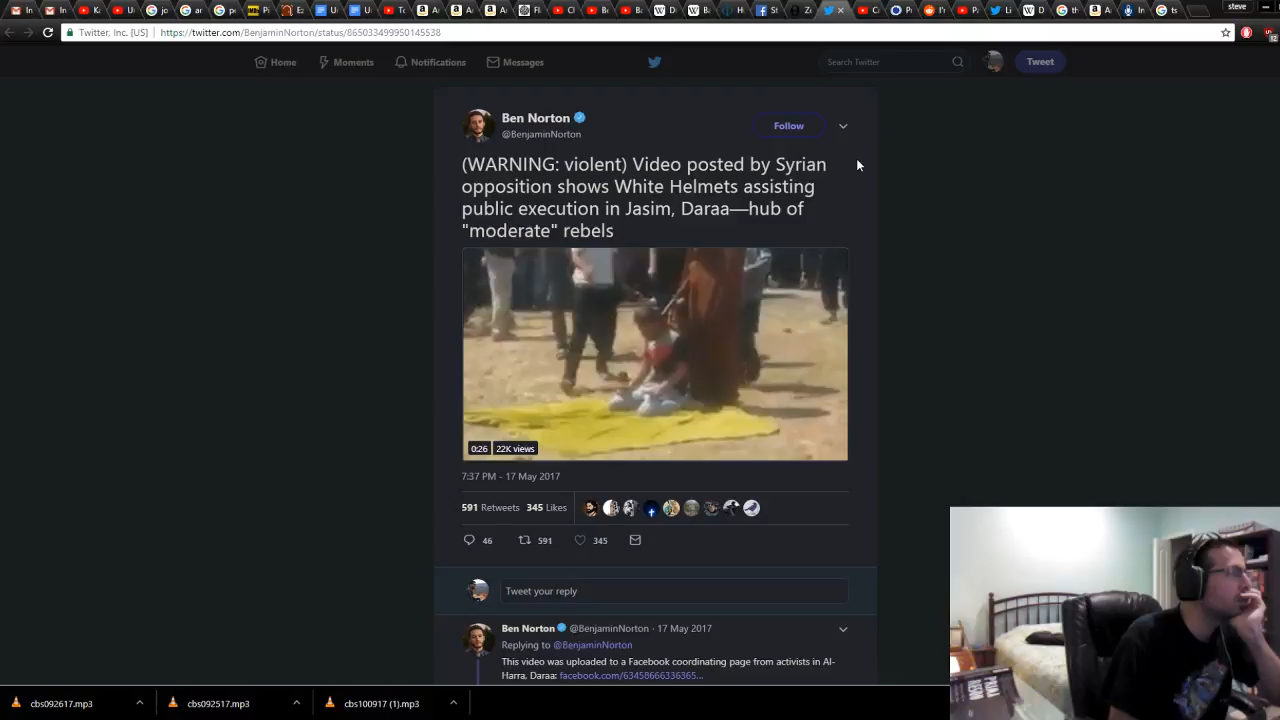 steve
Twitter, Inc. [US] | https://twitter.com/BenjaminNorton/status/865033499950145538
Home Moments Notifications Messages Search Twitter Tweet
Ben Norton
@BenjaminNorton
Follow
(WARNING: violent) Video posted by Syrian
opposition shows White Helmets assisting
public execution in Jasim, Daraa—hub of
"moderate" rebels
0:26 22K views
7:37 PM - 17 May 2017
591 Retweets 345 Likes
46 591 345
Tweet your reply
Ben Norton @BenjaminNorton · 17 May 2017
Replying to @BenjaminNorton
This video was uploaded to a Facebook coordinating page from activists in Al-
Harra, Daraa: facebook.com/63458666336365...
cbs092617.mp3 cbs092517.mp3 cbs100917 (1).mp3